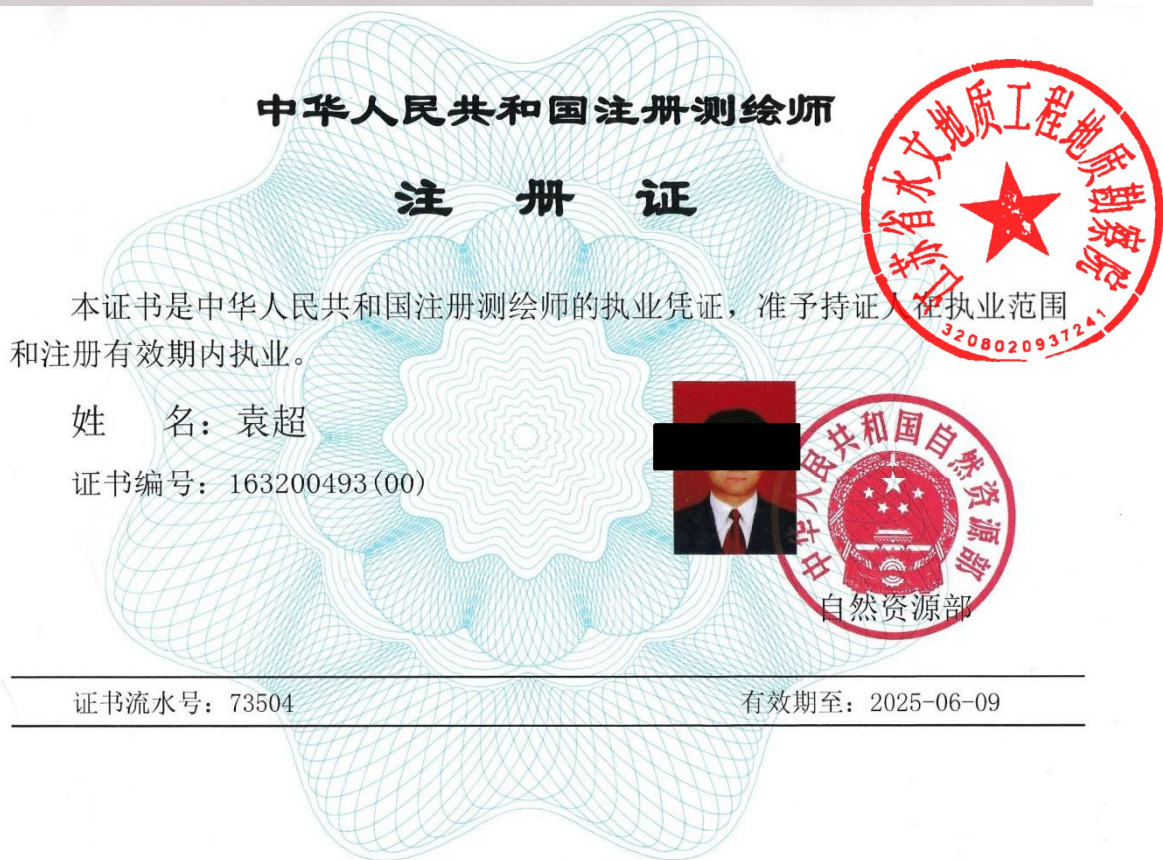 中华人民共和国注册测绘师
注 册 证
本证书是中华人民共和国注册测绘师的执业凭证，准予持证人在执业范围
和注册有效期内执业。
姓 名：袁超
证书编号：163200493(00)
中华人民共和国自然资源部
自然资源部
证书流水号：73504
有效期至：2025-06-09
江苏省水文地质工程地质勘察院
3208020937241